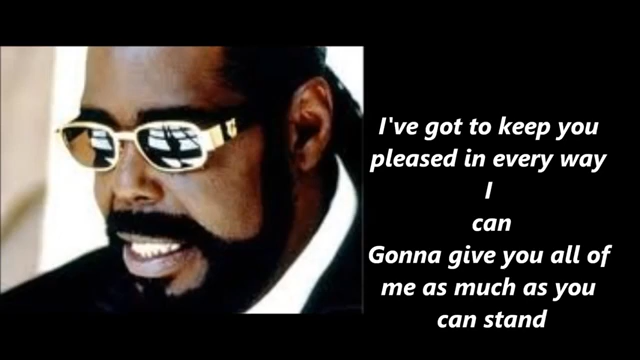 I've got to keep you
pleased in every way
I
can
Gonna give you all of
me as much as you
can stand